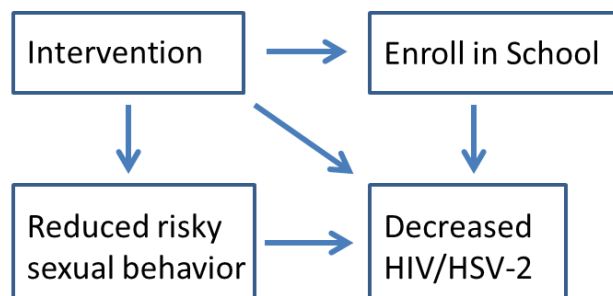 Intervention
Enroll in School
Reduced risky
sexual behavior
Decreased
HIV/HSV-2